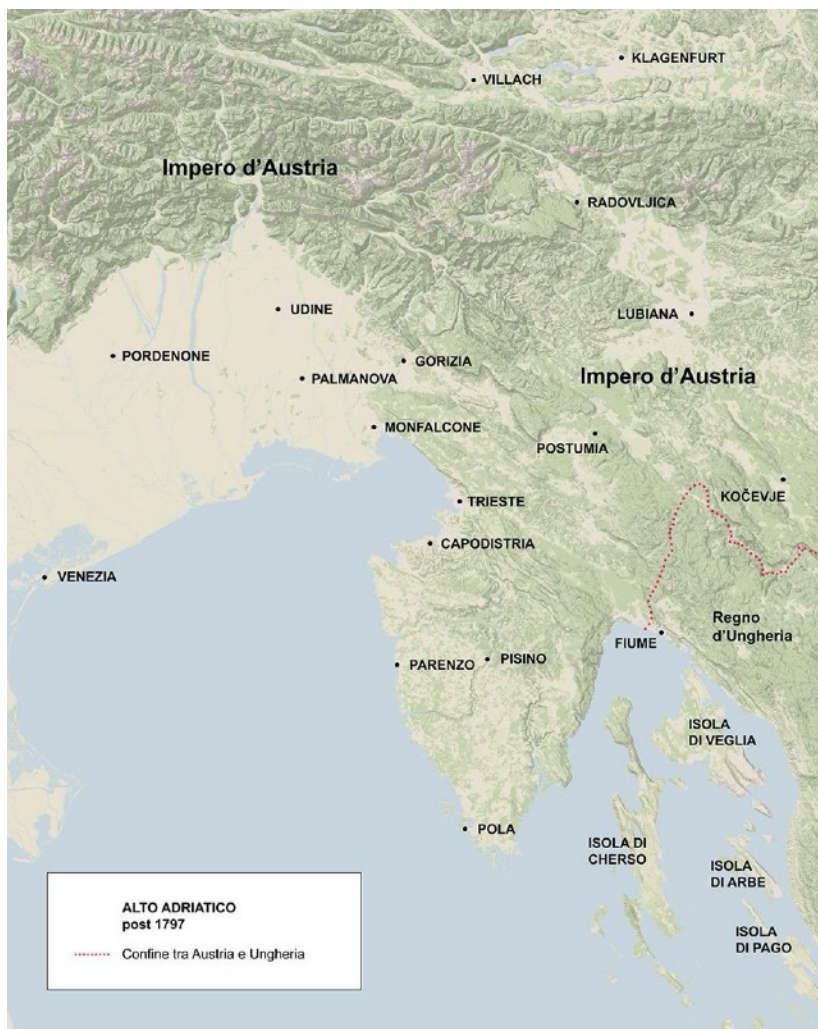 KLAGENFURT
VILLACH
Impero d'Austria
RADOVLJICA
UDINE
LUBIANA
PORDENONE
GORIZIA
PALMANOVA
Impero d'Austria
MONFALCONE
POSTUMIA
KOČEVJE
TRIESTE
CAPODISTRIA
VENEZIA
Regno
d'Ungheria
FIUME
PARENZO
PISINO
ISOLA
DI VEGLIA
POLA
ISOLA DI
CHERSO
ISOLA
DI ARBE
ISOLA
DI PAGO
ALTO ADRIATICO
post 1797
Confine tra Austria e Ungheria